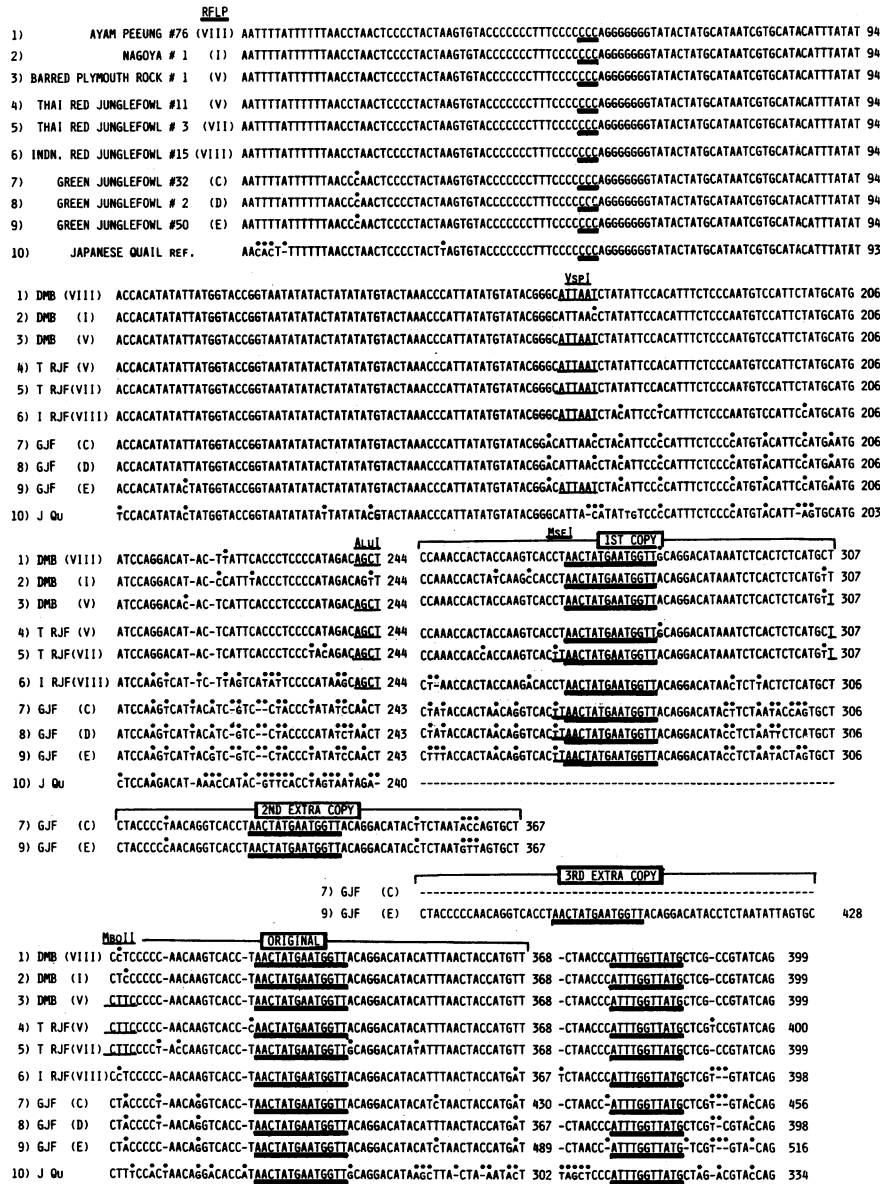 RFLP
1) AYAM PEEUNG #76 (VIII) AATTTTATTTTTTAACCTAACTCCCCTACTAAGTGTACCCCCCCTTTCCCCCCCAGGGGGGGTATACTATGCATAATCGTGCATACATTTATAT 94
2) NAGOYA # 1 (I) AATTTTATTTTTTAACCTAACTCCCCTACTAAGTGTACCCCCCCTTTCCCCCCCAGGGGGGGTATACTATGCATAATCGTGCATACATTTATAT 94
3) BARRED PLYMOUTH ROCK # 1 (V) AATTTTATTTTTTAACCTAACTCCCCTACTAAGTGTACCCCCCCTTTCCCCCCCAGGGGGGGTATACTATGCATAATCGTGCATACATTTATAT 94
4) THAI RED JUNGLEFOWL #11 (V) AATTTTATTTTTTAACCTAACTCCCCTACTAAGTGTACCCCCCCTTTCCCCCCCAGGGGGGGTATACTATGCATAATCGTGCATACATTTATAT 94
5) THAI RED JUNGLEFOWL # 3 (VII) AATTTTATTTTTTAACCTAACTCCCCTACTAAGTGTACCCCCCCTTTCCCCCCCAGGGGGGGTATACTATGCATAATCGTGCATACATTTATAT 94
6) INDN. RED JUNGLEFOWL #15 (VIII) AATTTTATTTTTTAACCTAACTCCCCTACTAAGTGTACCCCCCCTTTCCCCCCCAGGGGGGGTATACTATGCATAATCGTGCATACATTTATAT 94
7) GREEN JUNGLEFOWL #32 (C) AATTTTATTTTTTAACCCAACTCCCCTACTAAGTGTACCCCCCCTTTCCCCCCCAGGGGGGGTATACTATGCATAATCGTGCATACATTTATAT 94
8) GREEN JUNGLEFOWL # 2 (D) AATTTTATTTTTTAACCCAACTCCCCTACTAAGTGTACCCCCCCTTTCCCCCCCAGGGGGGGTATACTATGCATAATCGTGCATACATTTATAT 94
9) GREEN JUNGLEFOWL #50 (E) AATTTTATTTTTTAACCCAACTCCCCTACTAAGTGTACCCCCCCTTTCCCCCCCAGGGGGGGTATACTATGCATAATCGTGCATACATTTATAT 94
10) JAPANESE QUAIL REF. AACACT-TTTTTTAACCTAACTCCCCTACTTAGTGTACCCCCCCTTTCCCCCCCAGGGGGGGTATACTATGCATAATCGTGCATACATTTATAT 93
VspI
1) DMB (VIII) ACCACATATATTATGGTACCGGTAATATATACTATATATGTACTAAACCCATTATATGTATACGGGCATTAATCTATATTCCACATTTCTCCCAATGTCCATTCTATGCATG 206
2) DMB (I) ACCACATATATTATGGTACCGGTAATATATACTATATATGTACTAAACCCATTATATGTATACGGGCATTAACCTATATTCCACATTTCTCCCAATGTCCATTCTATGCATG 206
3) DMB (V) ACCACATATATTATGGTACCGGTAATATATACTATATATGTACTAAACCCATTATATGTATACGGGCATTAATCTATATTCCACATTTCTCCCAATGTCCATTCTATGCATG 206
4) T RJF (V) ACCACATATATTATGGTACCGGTAATATATACTATATATGTACTAAACCCATTATATGTATACGGGCATTAATCTATATTCCACATTTCTCCCAATGTCCATTCTATGCATG 206
5) T RJF(VII) ACCACATATATTATGGTACCGGTAATATATACTATATATGTACTAAACCCATTATATGTATACGGGCATTAATCTATATTCCACATTTCTCCCAATGTCCATTCTATGCATG 206
6) I RJF(VIII) ACCACATATATTATGGTACCGGTAATATATACTATATATGTACTAAACCCATTATATGTATACGGGCATTAATCTACATTCCTCATTTCTCCCAATGTCCATTCCATGCATG 206
7) GJF (C) ACCACATATATTATGGTACCGGTAATATATACTATATATGTACTAAACCCATTATATGTATACGGACATTAACCTACATTCCCCATTTCTCCCCATGTACATTCCATGAATG 206
8) GJF (D) ACCACATATATTATGGTACCGGTAATATATACTATATATGTACTAAACCCATTATATGTATACGGACATTAACCTACATTCCCCATTTCTCCCCATGTACATTCCATGAATG 206
9) GJF (E) ACCACATATACTATGGTACCGGTAATATATACTATATATGTACTAAACCCATTATATGTATACGGACATTAATCTACATTCCCCATTTCTCCCCATGTACATTCCATGAATG 206
10) J Qu TCCACATATACTATGGTACCGGTAATATATATTATATACGTACTAAACCCATTATATGTATACGGGCATTA-CATATTGTCCCCATTTCTCCCCATGTACATT-AGTGCATG 203
AluI MseI 1ST COPY
1) DMB (VIII) ATCCAGGACAT-AC-TTATTCACCCTCCCCATAGACAGCT 244 CCAAACCACTACCAAGTCACCTAACTATGAATGGTTGCAGGACATAAATCTCACTCTCATGCT 307
2) DMB (I) ATCCAGGACAT-AC-CCATTTACCCTCCCCATAGACAGTT 244 CCAAACCACTATCAAGCCACCTAACTATGAATGGTTACAGGACATAAATCTCACTCTCATGTT 307
3) DMB (V) ATCCAGGACAC-AC-TCATTCACCCTCCCCATAGACAGCT 244 CCAAACCACTACCAAGTCACCTAACTATGAATGGTTACAGGACATAAATCTCACTCTCATGTT 307
4) T RJF (V) ATCCAGGACAT-AC-TCATTCACCCTCCCCATAGACAGCT 244 CCAAACCACTACCAAGTCACCTAACTATGAATGGTTGCAGGACATAAATCTCACTCTCATGCT 307
5) T RJF(VII) ATCCAGGACAT-AC-TCATTCACCCTCCCTACAGACAGCT 244 CCAAACCACCACCAAGTCACTTAACTATGAATGGTTACAGGACATAAATCTCACTCTCATGTT 307
6) I RJF(VIII) ATCCAAGTCAT-TC-TTAGTCATATTCCCCATAAGCAGCT 244 CT-AACCACTACCAAGACACCTAACTATGAATGGTTACAGGACATAACTCTTACTCTCATGCT 306
7) GJF (C) ATCCAAGTCATTACATC-GTC--CTACCCTATATCCAACT 243 CTATACCACTAACAGGTCACTTAACTATGAATGGTTACAGGACATACTTCTAATACCAGTGCT 306
8) GJF (D) ATCCAAGTCATTACATC-GTC--CTACCCCATATCTAACT 243 CTATACCACTAACAGGTCACTTAACTATGAATGGTTACAGGACATACCTCTAATTCTCATGCT 306
9) GJF (E) ATCCAAGTCATTACGTC-GTC--CTACCCTATATCCAACT 243 CTTTACCACTAACAGGTCACTTAACTATGAATGGTTACAGGACATACCTCTAATACTAGTGCT 306
10) J Qu CTCCAAGACAT-AAACCATAC-GTTCACCTAGTAATAGA- 240 ---------------------------------------------------------------
2ND EXTRA COPY
7) GJF (C) CTACCCCTAACAGGTCACCTAACTATGAATGGTTACAGGACATACTTCTAATACCAGTGCT 367
9) GJF (E) CTACCCCCAACAGGTCACCTAACTATGAATGGTTACAGGACATACCTCTAATGTTAGTGCT 367
3RD EXTRA COPY
7) GJF (C) -------------------------------------------------------------
9) GJF (E) CTACCCCCAACAGGTCACCTAACTATGAATGGTTACAGGACATACCTCTAATATTAGTGC 428
MboII ORIGINAL
1) DMB (VIII) CCTCCCCC-AACAAGTCACC-TAACTATGAATGGTTACAGGACATACATTTAACTACCATGTT 368 -CTAACCCATTTGGTTATGCTCG-CCGTATCAG 399
2) DMB (I) CTCCCCCC-AACAAGTCACC-TAACTATGAATGGTTACAGGACATACATTTAACTACCATGTT 368 -CTAACCCATTTGGTTATGCTCG-CCGTATCAG 399
3) DMB (V) CTTCCCCC-AACAAGTCACC-TAACTATGAATGGTTACAGGACATACATTTAACTACCATGTT 368 -CTAACCCATTTGGTTATGCTCG-CCGTATCAG 399
4) T RJF(V) CTTCCCCC-AACAAGTCACC-CAACTATGAATGGTTACAGGACATACATTTAACTACCATGTT 368 -CTAACCCATTTGGTTATGCTCGTCCGTATCAG 400
5) T RJF(VII) CTTCCCCT-ACCAAGTCACC-TAACTATGAATGGTTGCAGGACATATATTTAACTACCATGTT 368 -CTAACCCATTTGGTTATGCTCG-CCGTATCAG 399
6) I RJF(VIII) CCTCCCCC-AACAAGTCACC-TAACTATGAATGGTTACAGGACATACATTTAACTACCATGAT 367 TCTAACCCATTTGGTTATGCTCGT--GTATCAG 398
7) GJF (C) CTACCCCT-AACAGGTCACC-TAACTATGAATGGTTACAGGACATACATCTAACTACCATGAT 430 -CTAACC-ATTTGGTTATGCTCGT--GTACCAG 456
8) GJF (D) CTACCCCT-AACAGGTCACC-TAACTATGAATGGTTACAGGACATACATTTAACTACCATGAT 367 -CTAACCCATTTGGTTATGCTCGT-CGTATCAG 398
9) GJF (E) CTACCCCC-AACAGGTCACC-TAACTATGAATGGTTACAGGACATACATCTAACTACCATGAT 489 -CTAACC-ATTTGGTTATG-TCGT--GTA-CAG 516
10) J Qu CTTTCCACTAACAGGACACCATAACTATGAATGGTTGCAGGACATAAGCTTA-CTA-AATACT 302 TAGCTCCCATTTGGTTATGCTAG-ACGTACCAG 334